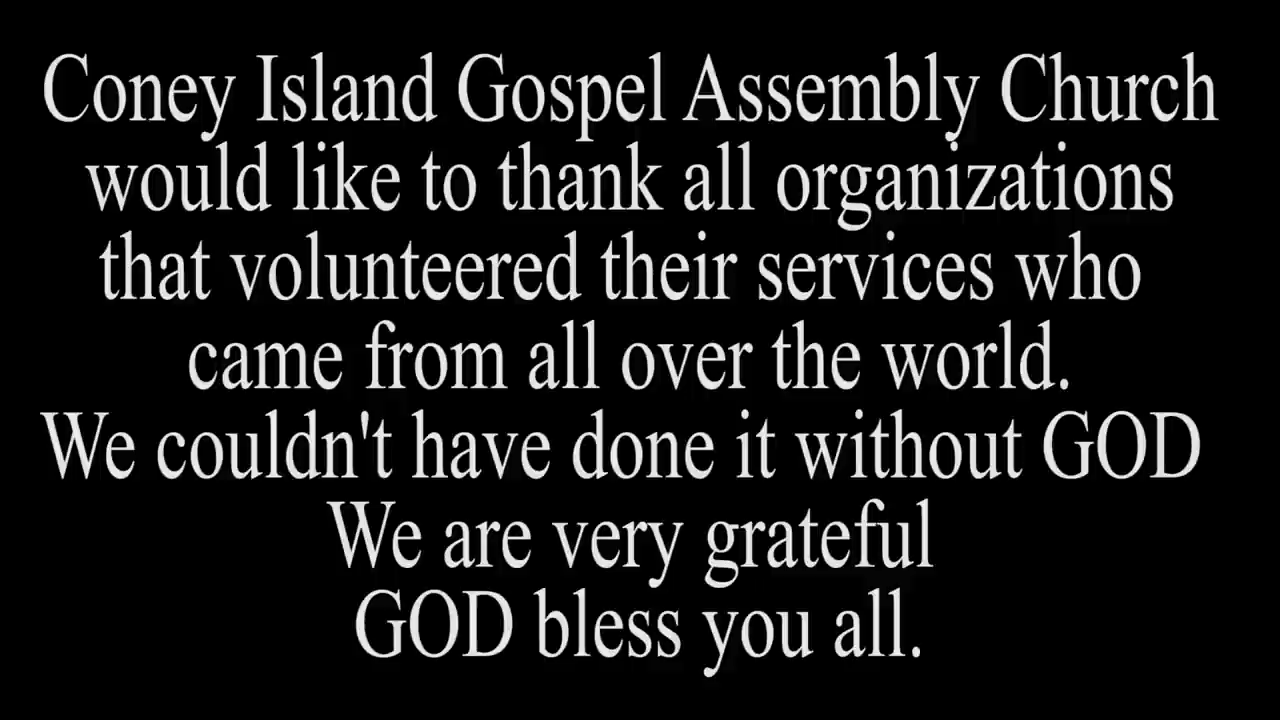 Coney Island Gospel Assembly Church
would like to thank all organizations
that volunteered their services who
came from all over the world.
We couldn't have done it without GOD
We are very grateful
GOD bless you all.